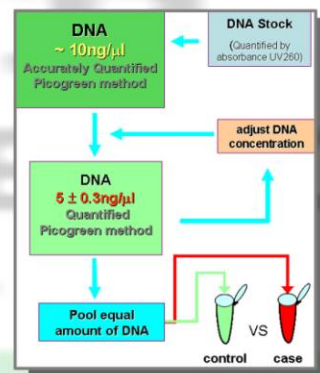 DNA
~ 10ng/µl
Accurately Quantified
Picogreen method
DNA Stock
(Quantified by
absorbance UV260)
adjust DNA
concentration
DNA
5 ± 0.3ng/µl
Quantified
Picogreen method
Pool equal
amount of DNA
VS
control
case